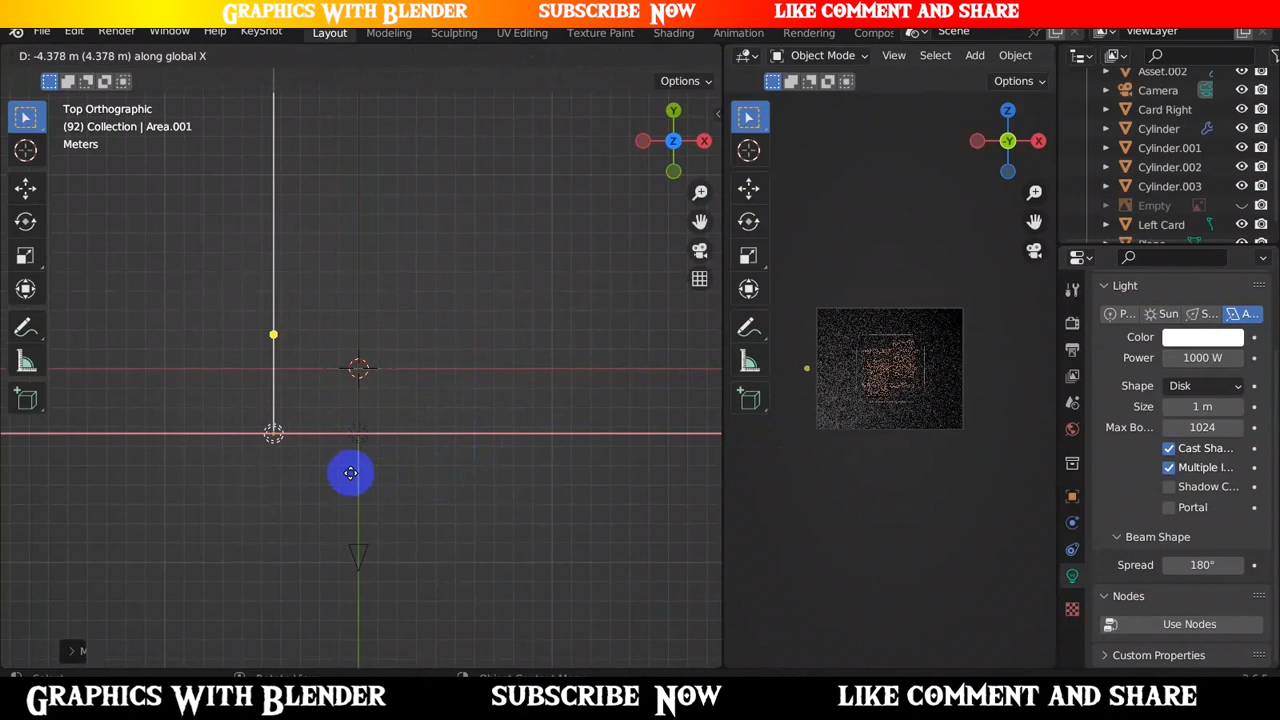 Graphics With Blender Subscribe Now Like comment and share
File Edit Render Window Help KeyShot Layout Modeling Sculpting UV Editing Texture Paint Shading Animation Rendering Compos Scene ViewLayer
D: -4.378 m (4.378 m) along global X
Object Mode View Select Add Object
Options
Options
Top Orthographic
(92) Collection | Area.001
Meters
Y
Z
X
Z
-Y
X
Asset.002
Camera
Card Right
Cylinder
Cylinder.001
Cylinder.002
Cylinder.003
Empty
Left Card
Light
P... Sun S... A...
Color
Power 1000 W
Shape Disk
Size 1 m
Max Bo... 1024
Cast Sha...
Multiple I...
Shadow C...
Portal
Beam Shape
Spread 180°
Nodes
Use Nodes
Custom Properties
Graphics With Blender Subscribe Now Like comment and share